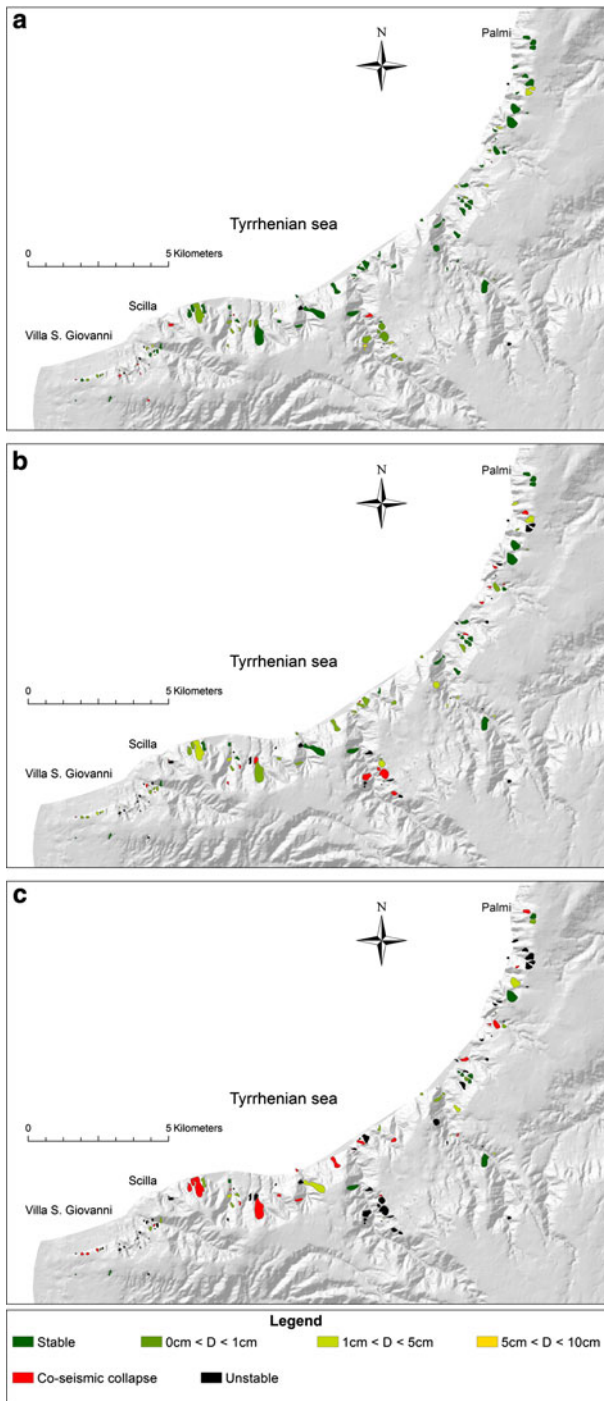 a
Palmi
N
Tyrrhenian sea
0 5 Kilometers
Scilla
Villa S. Giovanni
b
Palmi
N
Tyrrhenian sea
0 5 Kilometers
Scilla
Villa S. Giovanni
c
Palmi
N
Tyrrhenian sea
0 5 Kilometers
Scilla
Villa S. Giovanni
Legend
Stable 0cm < D < 1cm 1cm < D < 5cm 5cm < D < 10cm
Co-seismic collapse Unstable